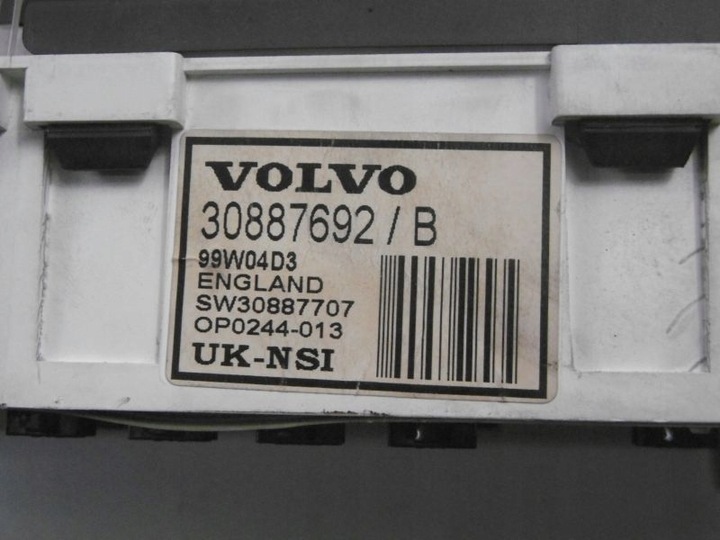 VOLVO
30887692 / B
99W04D3
ENGLAND
SW30887707
OP0244-013
UK-NSI